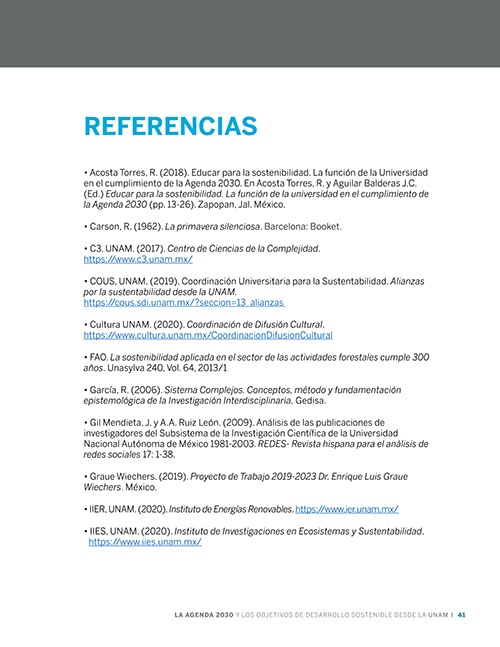 REFERENCIAS
• Acosta Torres, R. (2018). Educar para la sostenibilidad. La función de la Universidad
en el cumplimiento de la Agenda 2030. En Acosta Torres, R. y Aguilar Balderas J.C.
(Ed.) Educar para la sostenibilidad. La función de la universidad en el cumplimiento de
la Agenda 2030 (pp. 13-26). Zapopan, Jal. México.
• Carson, R. (1962). La primavera silenciosa. Barcelona: Booket.
• C3, UNAM. (2017). Centro de Ciencias de la Complejidad.
https://www.c3.unam.mx/
• COUS, UNAM. (2019). Coordinación Universitaria para la Sustentabilidad. Alianzas
por la sustentabilidad desde la UNAM.
https://cous.sdi.unam.mx/?seccion=13_alianzas
• Cultura UNAM. (2020). Coordinación de Difusión Cultural.
https://www.cultura.unam.mx/CoordinacionDifusionCultural
• FAO. La sostenibilidad aplicada en el sector de las actividades forestales cumple 300
años. Unasylva 240, Vol. 64, 2013/1
• García, R. (2006). Sistema Complejos. Conceptos, método y fundamentación
epistemológica de la Investigación Interdisciplinaria. Gedisa.
• Gil Mendieta, J. y A.A. Ruiz León. (2009). Análisis de las publicaciones de
investigadores del Subsistema de la Investigación Científica de la Universidad
Nacional Autónoma de México 1981-2003. REDES- Revista hispana para el análisis de
redes sociales 17: 1-38.
• Graue Wiechers. (2019). Proyecto de Trabajo 2019-2023 Dr. Enrique Luis Graue
Wiechers. México.
• IIER, UNAM. (2020). Instituto de Energías Renovables. https://www.ier.unam.mx/
• IIES, UNAM. (2020). Instituto de Investigaciones en Ecosistemas y Sustentabilidad.
https://www.iies.unam.mx/
LA AGENDA 2030 Y LOS OBJETIVOS DE DESARROLLO SOSTENIBLE DESDE LA UNAM I 41